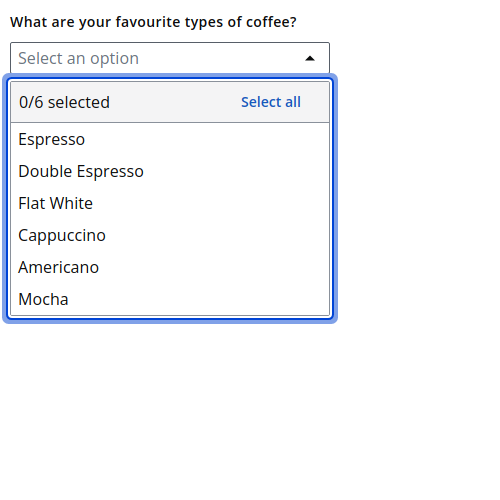 What are your favourite types of coffee?
Select an option
0/6 selected Select all
Espresso
Double Espresso
Flat White
Cappuccino
Americano
Mocha